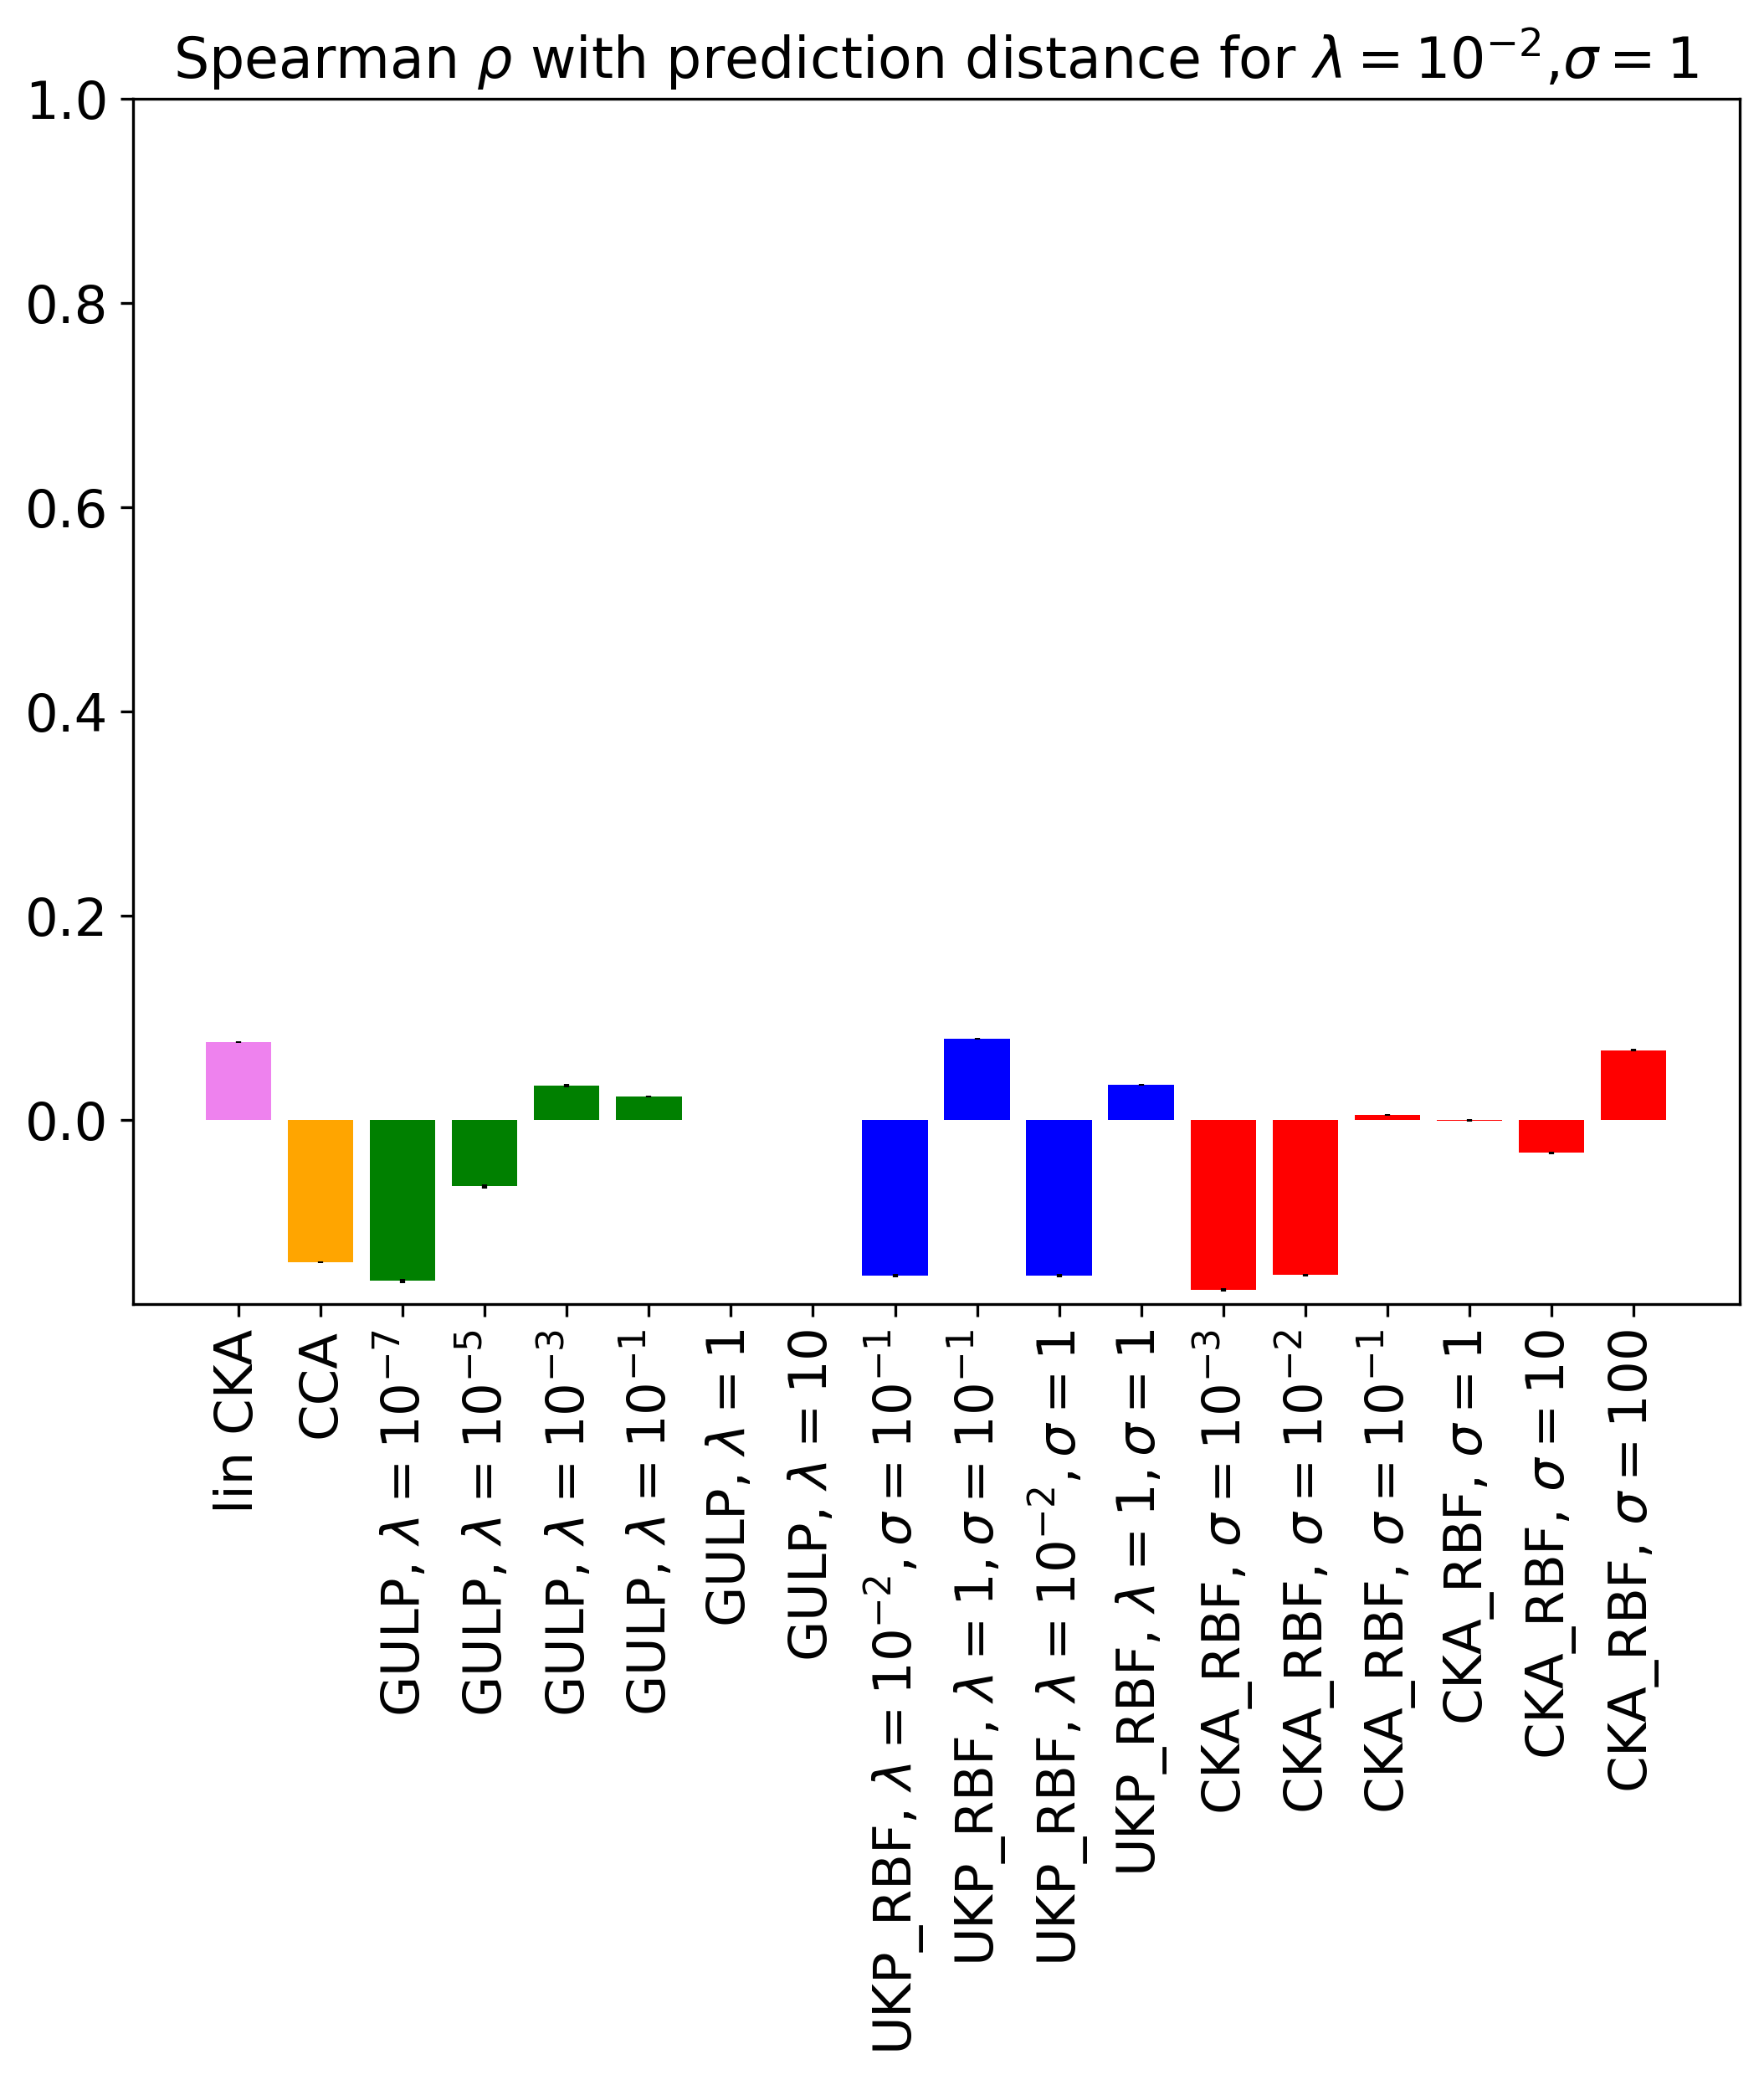 Spearman ρ with prediction distance for λ = 10⁻²,σ = 1
1.0
0.8
0.6
0.4
0.2
0.0
lin CKA
CCA
GULP, λ = 10⁻⁷
GULP, λ = 10⁻⁵
GULP, λ = 10⁻³
GULP, λ = 10⁻¹
GULP, λ = 1
GULP, λ = 10
UKP_RBF, λ = 10⁻²,σ = 10⁻¹
UKP_RBF, λ = 1,σ = 10⁻¹
UKP_RBF, λ = 10⁻²,σ = 1
UKP_RBF, λ = 1,σ = 1
CKA_RBF, σ = 10⁻³
CKA_RBF, σ = 10⁻²
CKA_RBF, σ = 10⁻¹
CKA_RBF, σ = 1
CKA_RBF, σ = 10
CKA_RBF, σ = 100